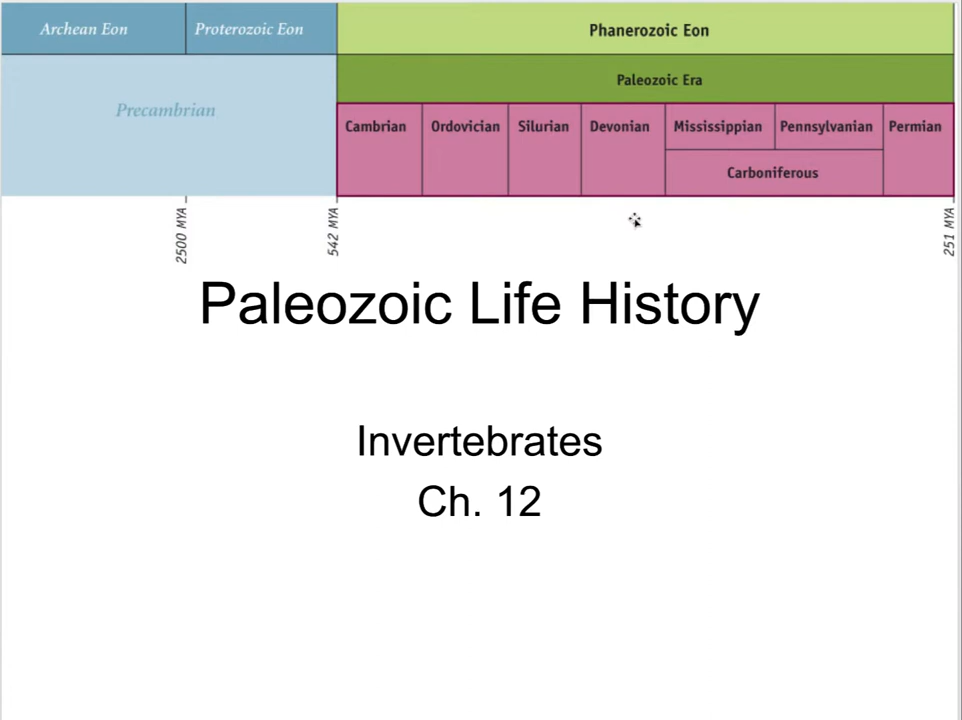 Archean Eon Proterozoic Eon Phanerozoic Eon
Paleozoic Era
Precambrian
Cambrian Ordovician Silurian Devonian Mississippian Pennsylvanian Permian
Carboniferous
2500 MYA 542 MYA 251 MYA
Paleozoic Life History
Invertebrates
Ch. 12